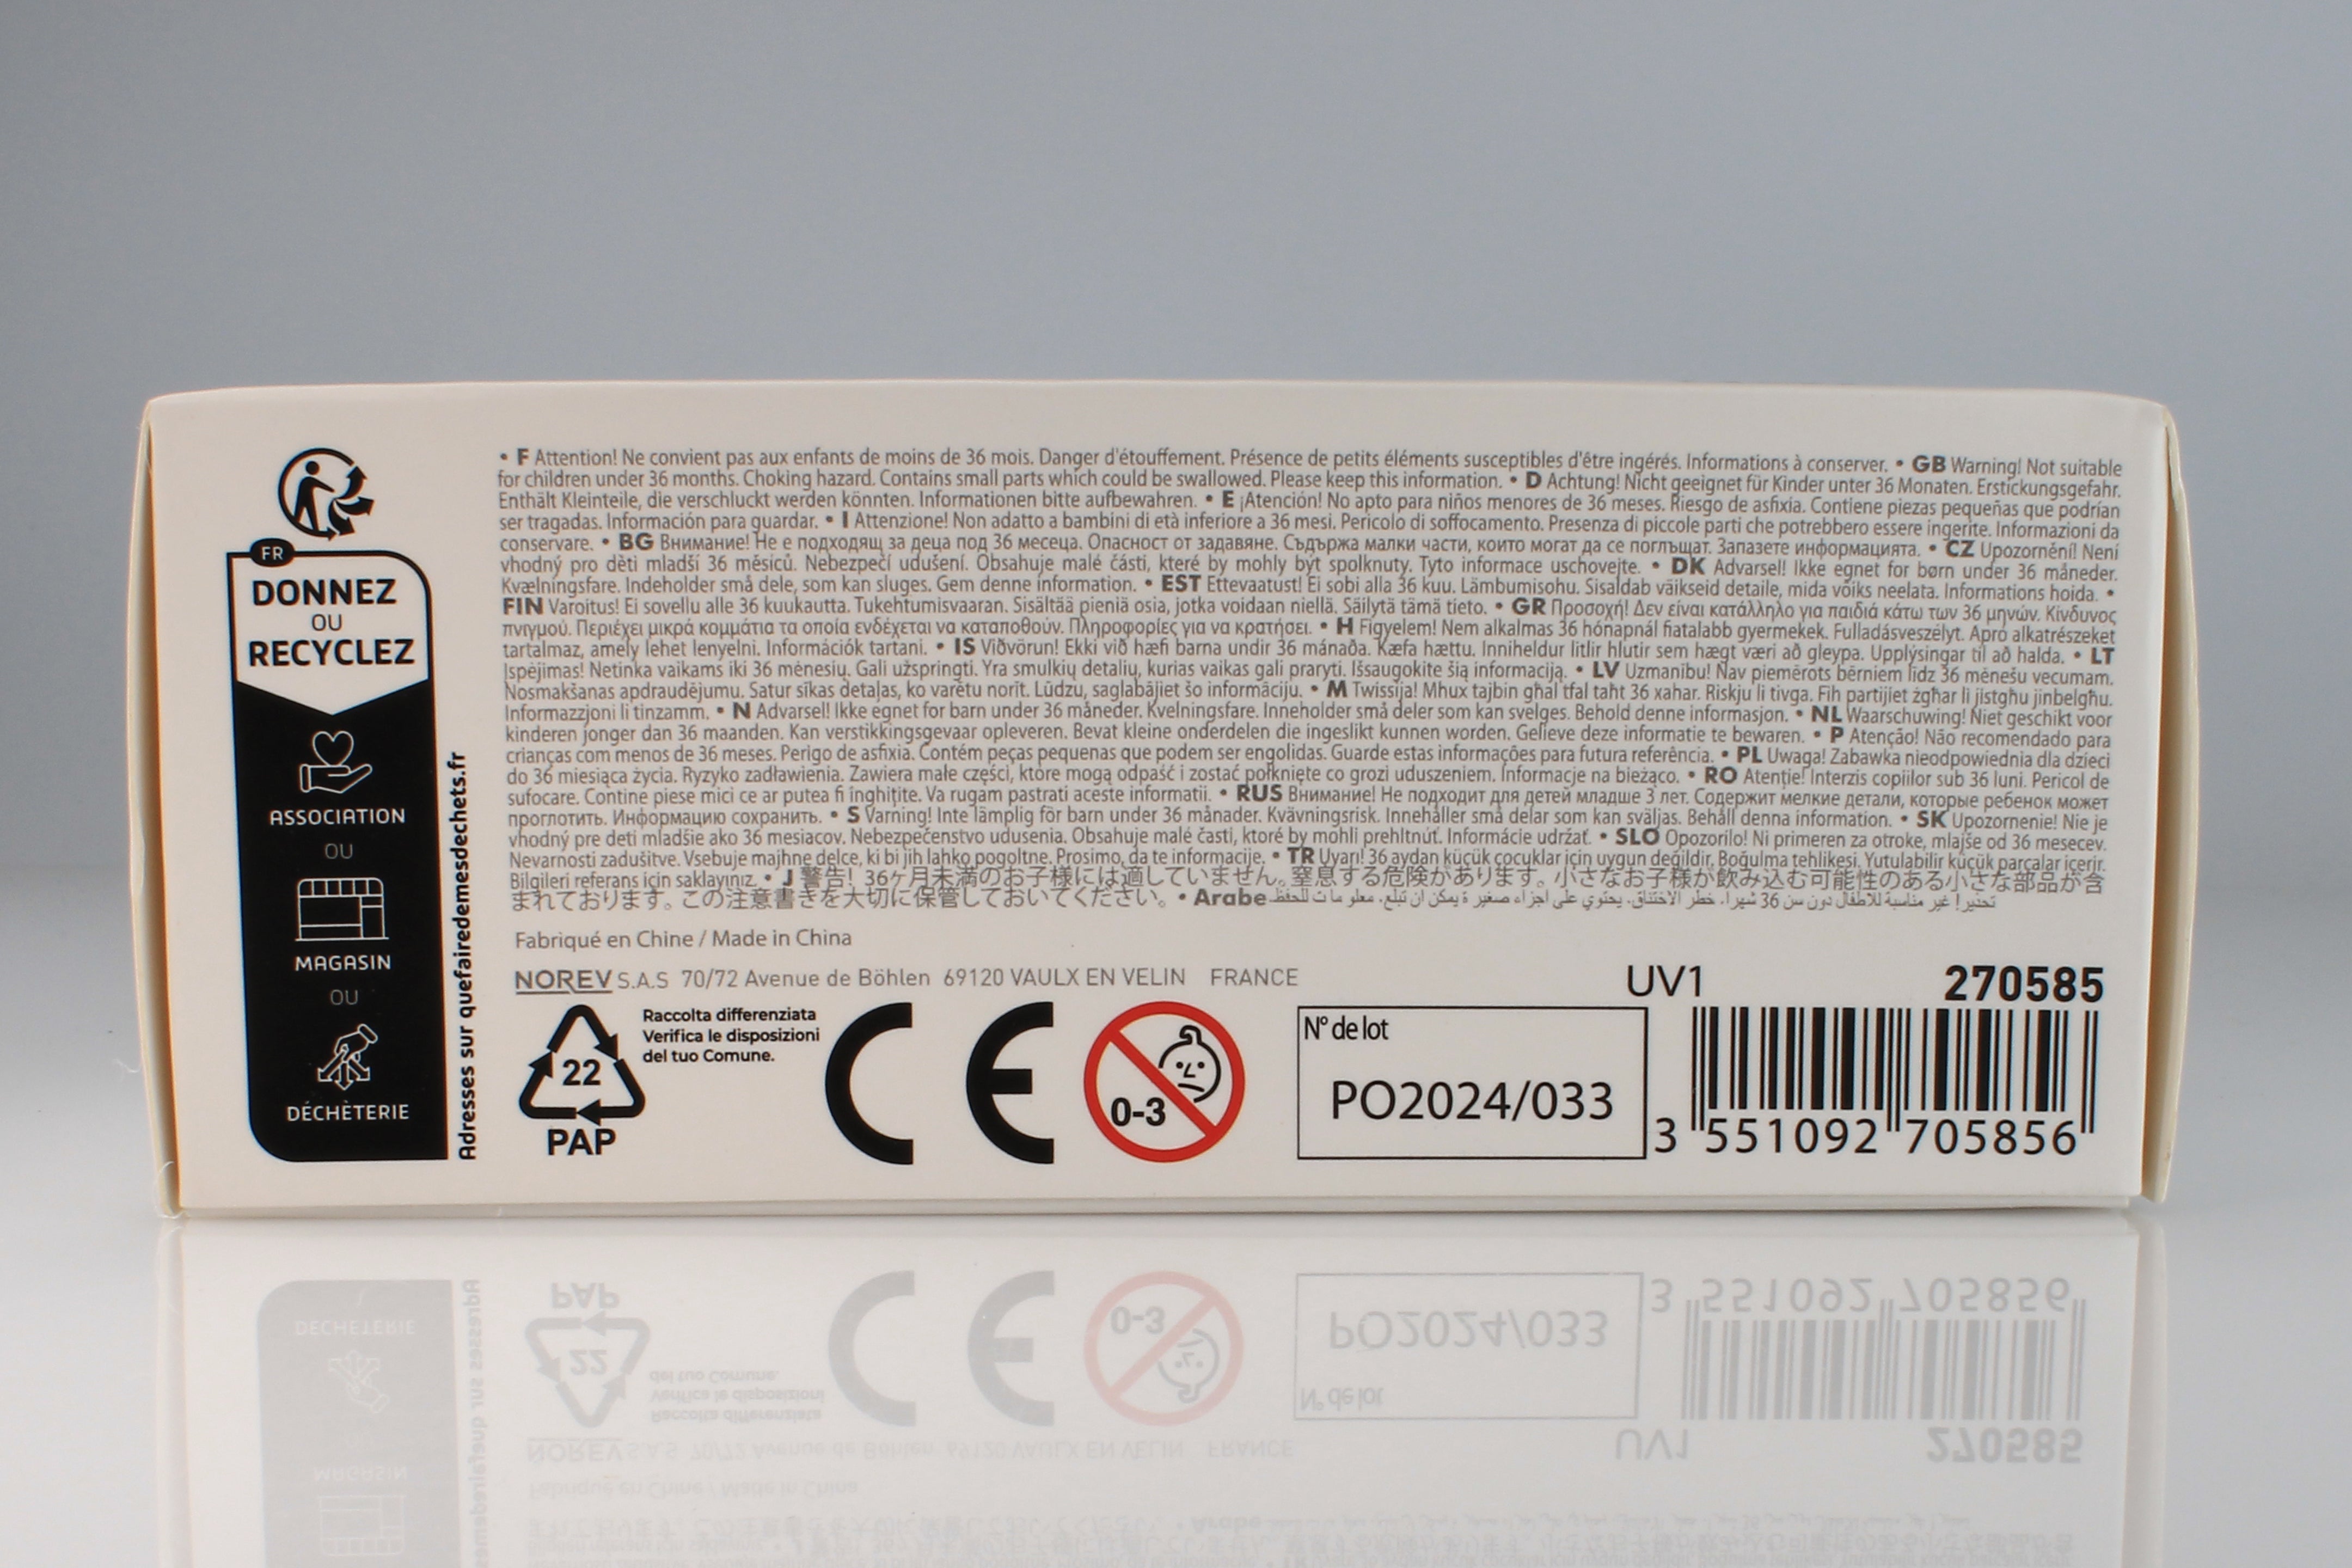 FR
DONNEZ
OU
RECYCLEZ
ASSOCIATION
OU
MAGASIN
OU
DÉCHÈTERIE
Adresses sur quefairedemesdechets.fr
• F Attention! Ne convient pas aux enfants de moins de 36 mois. Danger d'étouffement. Présence de petits éléments susceptibles d'être ingérés. Informations à conserver. • GB Warning! Not suitable
for children under 36 months. Choking hazard. Contains small parts which could be swallowed. Please keep this information. • D Achtung! Nicht geeignet für Kinder unter 36 Monaten. Erstickungsgefahr.
Enthält Kleinteile, die verschluckt werden könnten. Informationen bitte aufbewahren. • E ¡Atención! No apto para niños menores de 36 meses. Riesgo de asfixia. Contiene piezas pequeñas que podrían
ser tragadas. Información para guardar. • I Attenzione! Non adatto a bambini di età inferiore a 36 mesi. Pericolo di soffocamento. Presenza di piccole parti che potrebbero essere ingerite. Informazioni da
conservare. • BG Внимание! Не е подходящ за деца под 36 месеца. Опасност от задавяне. Съдържа малки части, които могат да се поглъщат. Запазете информацията. • CZ Upozornění! Není
vhodný pro děti mladší 36 měsíců. Nebezpečí udušení. Obsahuje malé části, které by mohly být spolknuty. Tyto informace uschovejte. • DK Advarsel! Ikke egnet for børn under 36 måneder.
Kvælningsfare. Indeholder små dele, som kan sluges. Gem denne information. • EST Ettevaatust! Ei sobi alla 36 kuu. Lämbumisohu. Sisaldab väikseid detaile, mida võiks neelata. Informations hoida. •
FIN Varoitus! Ei sovellu alle 36 kuukautta. Tukehtumisvaaran. Sisältää pieniä osia, jotka voidaan niellä. Säilytä tämä tieto. • GR Προσοχή! Δεν είναι κατάλληλο για παιδιά κάτω των 36 μηνών. Κίνδυνος
πνιγμού. Περιέχει μικρά κομμάτια τα οποία ενδέχεται να καταποθούν. Πληροφορίες για να κρατήσει. • H Figyelem! Nem alkalmas 36 hónapnál fiatalabb gyermekek. Fulladásveszélyt. Apró alkatrészeket
tartalmaz, amely lehet lenyelni. Információk tartani. • IS Viðvörun! Ekki við hæfi barna undir 36 mánaða. Kæfa hættu. Inniheldur litlir hlutir sem hægt væri að gleypa. Upplýsingar til að halda. • LT
Įspėjimas! Netinka vaikams iki 36 mėnesių. Gali užspringti. Yra smulkių detalių, kurias vaikas gali praryti. Išsaugokite šią informaciją. • LV Uzmanību! Nav piemērots bērniem līdz 36 mēnešu vecumam.
Nosmakšanas apdraudējumu. Satur sīkas detaļas, ko varētu norīt. Lūdzu, saglabājiet šo informāciju. • M Twissija! Mhux tajbin għal tfal taħt 36 xahar. Riskju li tivga. Fih partijiet żgħar li jistgħu jinbelgħu.
Informazzjoni li tinzamm. • N Advarsel! Ikke egnet for barn under 36 måneder. Kvelningsfare. Inneholder små deler som kan svelges. Behold denne informasjon. • NL Waarschuwing! Niet geschikt voor
kinderen jonger dan 36 maanden. Kan verstikkingsgevaar opleveren. Bevat kleine onderdelen die ingeslikt kunnen worden. Gelieve deze informatie te bewaren. • P Atenção! Não recomendado para
crianças com menos de 36 meses. Perigo de asfixia. Contém peças pequenas que podem ser engolidas. Guarde estas informações para futura referência. • PL Uwaga! Zabawka nieodpowiednia dla dzieci
do 36 miesiąca życia. Ryzyko zadławienia. Zawiera małe części, które mogą odpaść i zostać połknięte co grozi uduszeniem. Informacje na bieżąco. • RO Atenție! Interzis copiilor sub 36 luni. Pericol de
sufocare. Contine piese mici ce ar putea fi înghițite. Va rugam pastrati aceste informatii. • RUS Внимание! Не подходит для детей младше 3 лет. Содержит мелкие детали, которые ребенок может
проглотить. Информацию сохранить. • S Varning! Inte lämplig för barn under 36 månader. Kvävningsrisk. Innehåller små delar som kan sväljas. Behåll denna information. • SK Upozornenie! Nie je
vhodný pre deti mladšie ako 36 mesiacov. Nebezpečenstvo udusenia. Obsahuje malé časti, ktoré by mohli prehltnúť. Informácie udržať. • SLO Opozorilo! Ni primeren za otroke, mlajše od 36 mesecev.
Nevarnosti zadušitve. Vsebuje majhne delce, ki bi jih lahko pogoltne. Prosimo, da te informacije. • TR Uyarı! 36 aydan küçük çocuklar için uygun değildir. Boğulma tehlikesi. Yutulabilir küçük parçalar içerir.
Bilgileri referans için saklayınız. • J 警告! 36ケ月未満のお子様には適していません。窒息する危険があります。小さなお子様が飲み込む可能性のある小さな部品が含
まれております。この注意書きを大切に保管しておいてください。 • Arabe تحذير! غير مناسبة للأطفال دون سن 36 شهرا. خطر الاختناق. يحتوي على اجزاء صغير ة يمكن ان تبلع. معلو ما ت للحفظ
Fabriqué en Chine / Made in China
NOREV S.A.S 70/72 Avenue de Böhlen 69120 VAULX EN VELIN FRANCE
22
PAP
Raccolta differenziata
Verifica le disposizioni
del tuo Comune.
CE
0-3
N° de lot
PO2024/033
UV1
270585
3 551092 705856